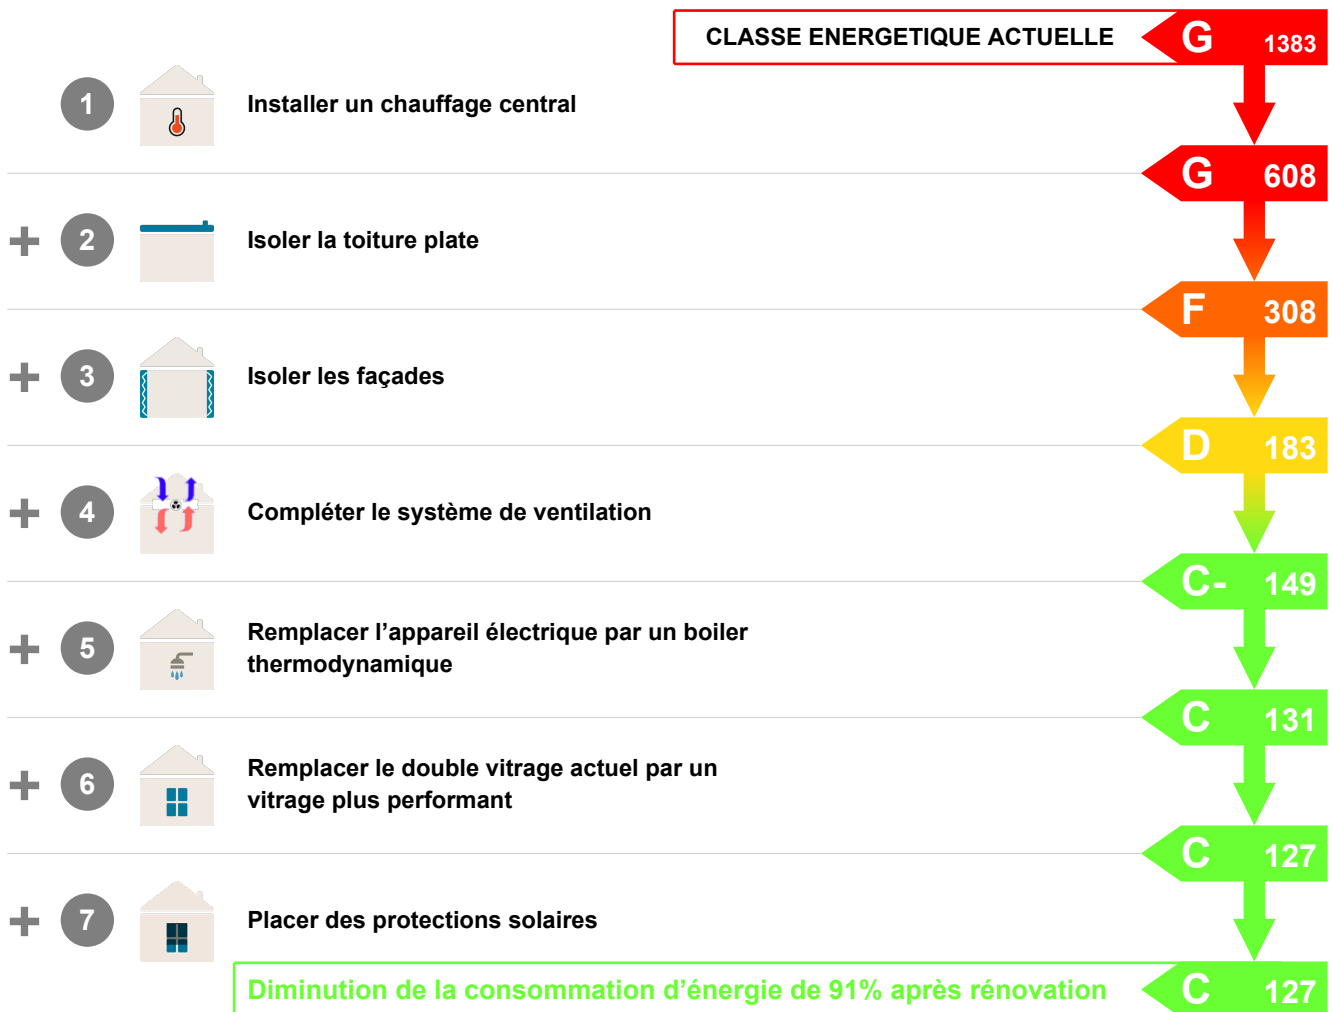 CLASSE ENERGETIQUE ACTUELLE G 1383
1 Installer un chauffage central
G 608
+ 2 Isoler la toiture plate
F 308
+ 3 Isoler les façades
D 183
+ 4 Compléter le système de ventilation
C- 149
+ 5 Remplacer l’appareil électrique par un boiler
thermodynamique
C 131
+ 6 Remplacer le double vitrage actuel par un
vitrage plus performant
C 127
+ 7 Placer des protections solaires
Diminution de la consommation d’énergie de 91% après rénovation C 127